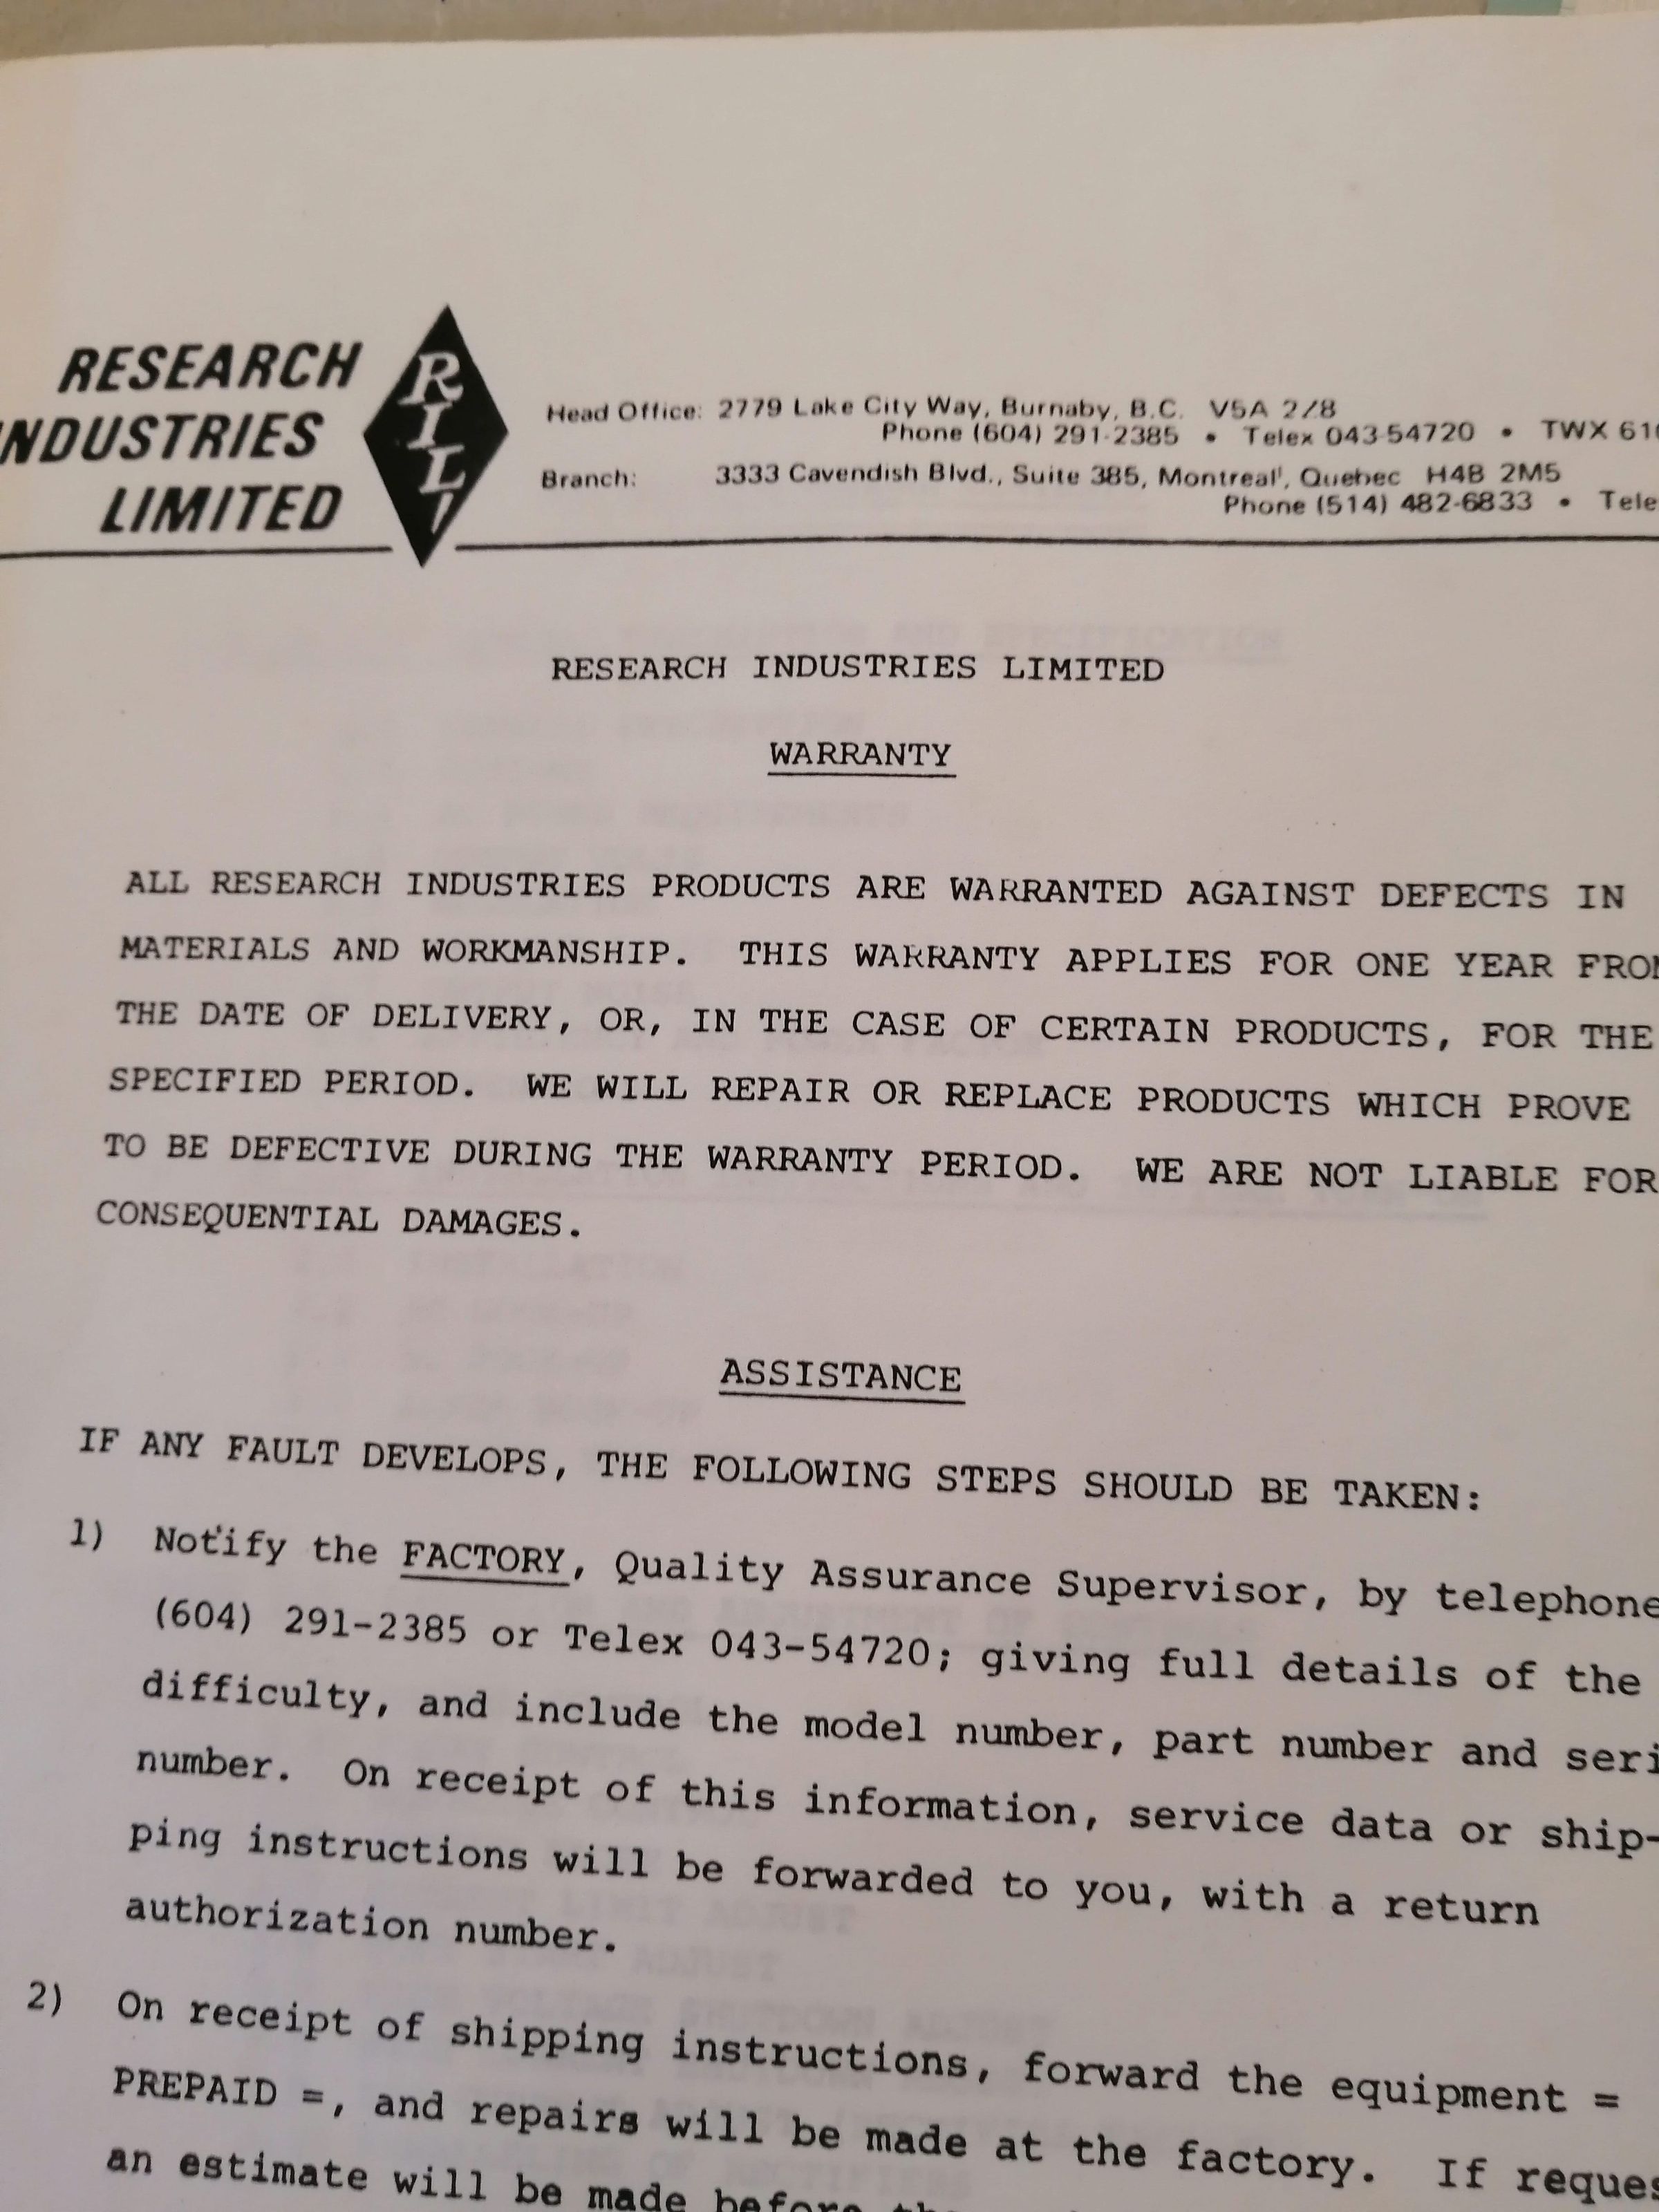 RESEARCH
INDUSTRIES
LIMITED
RILI
Head Office: 2779 Lake City Way, Burnaby, B.C. V5A 2Z8
Phone (604) 291-2385 • Telex 043-54720 • TWX 610
Branch: 3333 Cavendish Blvd., Suite 385, Montreal, Quebec H4B 2M5
Phone (514) 482-6833 • Tele
RESEARCH INDUSTRIES LIMITED
WARRANTY
ALL RESEARCH INDUSTRIES PRODUCTS ARE WARRANTED AGAINST DEFECTS IN
MATERIALS AND WORKMANSHIP. THIS WARRANTY APPLIES FOR ONE YEAR FROM
THE DATE OF DELIVERY, OR, IN THE CASE OF CERTAIN PRODUCTS, FOR THE
SPECIFIED PERIOD. WE WILL REPAIR OR REPLACE PRODUCTS WHICH PROVE
TO BE DEFECTIVE DURING THE WARRANTY PERIOD. WE ARE NOT LIABLE FOR
CONSEQUENTIAL DAMAGES.
ASSISTANCE
IF ANY FAULT DEVELOPS, THE FOLLOWING STEPS SHOULD BE TAKEN:
1) Notify the FACTORY, Quality Assurance Supervisor, by telephone
(604) 291-2385 or Telex 043-54720; giving full details of the
difficulty, and include the model number, part number and seri
number. On receipt of this information, service data or ship-
ping instructions will be forwarded to you, with a return
authorization number.
2) On receipt of shipping instructions, forward the equipment =
PREPAID =, and repairs will be made at the factory. If reques
an estimate will be made before